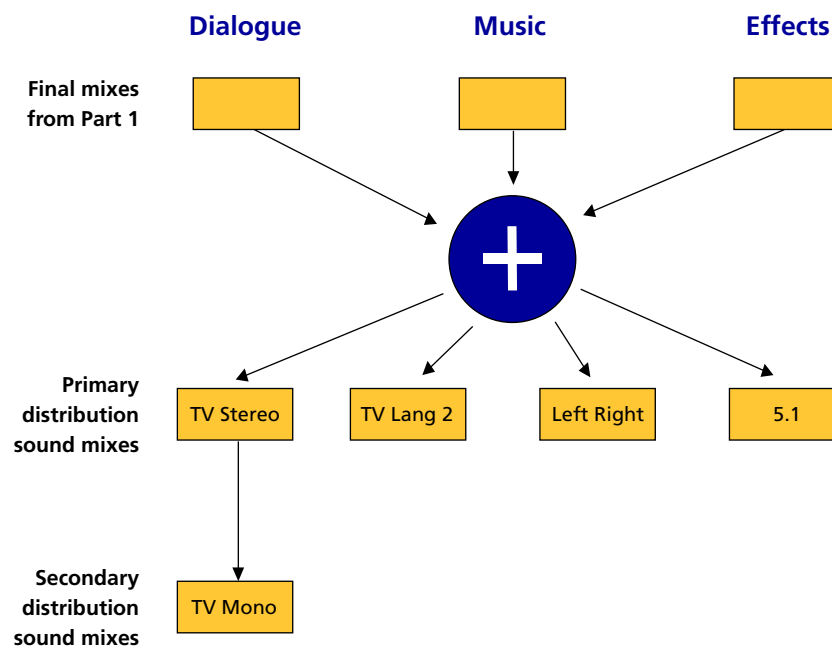 Dialogue
Music
Effects
Final mixes
from Part 1
Primary
distribution
sound mixes
TV Stereo
TV Lang 2
Left Right
5.1
Secondary
distribution
sound mixes
TV Mono